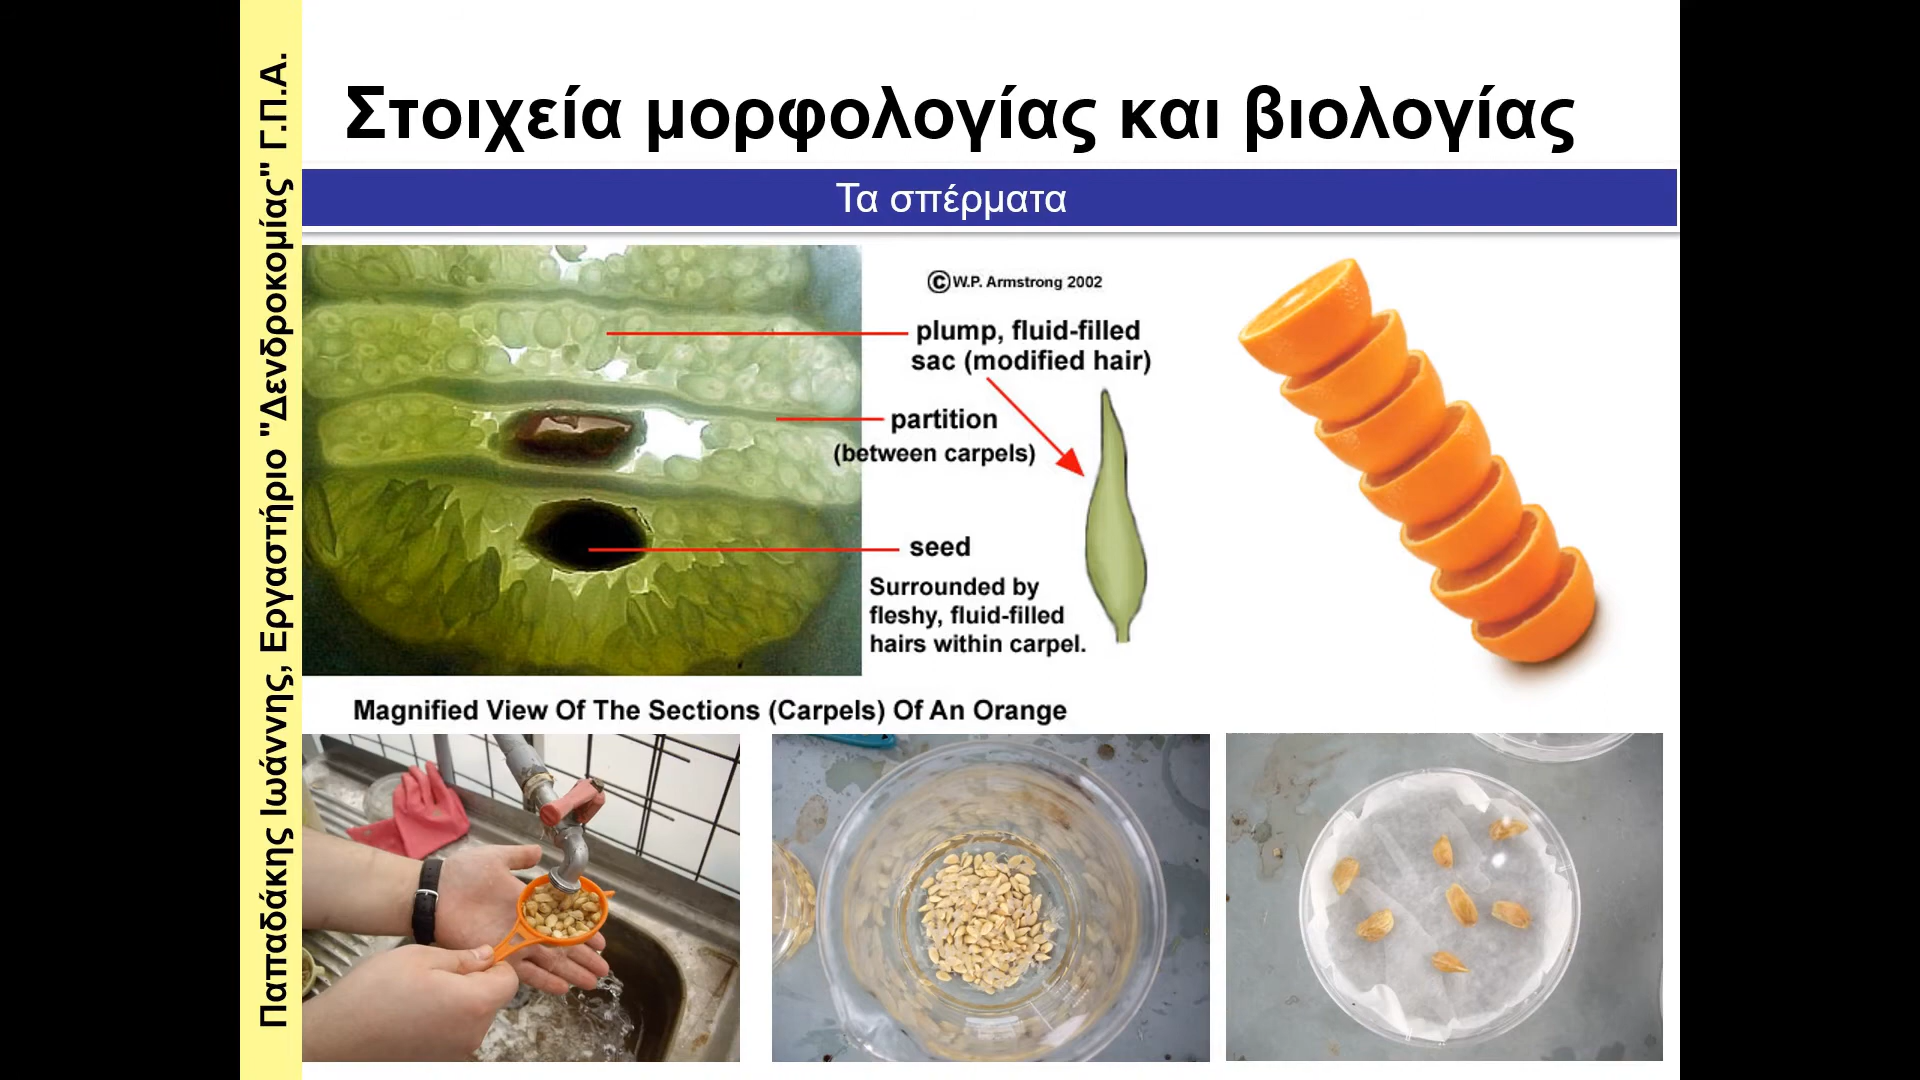 Στοιχεία μορφολογίας και βιολογίας
Τα σπέρματα
Παπαδάκης Ιωάννης, Εργαστήριο "Δενδροκομίας" Γ.Π.Α.
©W.P. Armstrong 2002
plump, fluid-filled
sac (modified hair)
partition
(between carpels)
seed
Surrounded by
fleshy, fluid-filled
hairs within carpel.
Magnified View Of The Sections (Carpels) Of An Orange